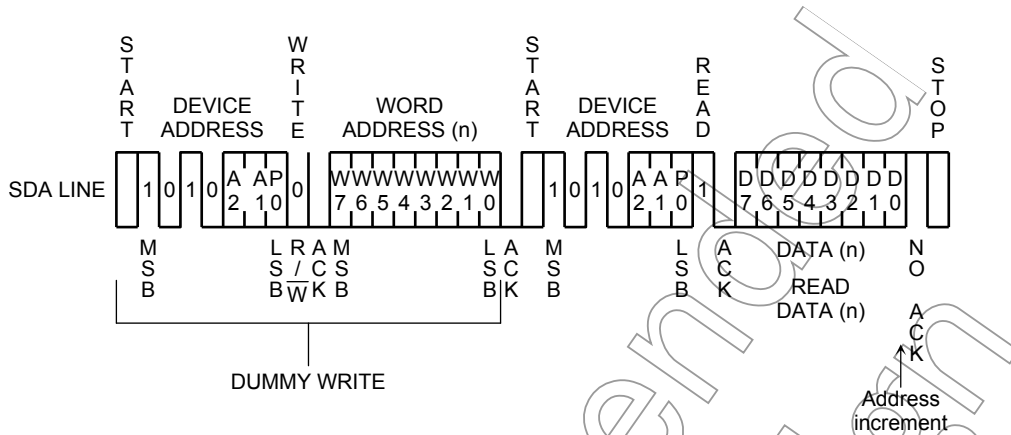 START
WRITE
START
READ
STOP
DEVICE
ADDRESS
WORD
ADDRESS (n)
DEVICE
ADDRESS
SDA LINE
1 0 1 0 A2 A1 P0 0 W7 W6 W5 W4 W3 W2 W1 W0 1 0 1 0 A2 A1 P0 1 D7 D6 D5 D4 D3 D2 D1 D0
MSB
LSB
R/W
ACK
MSB
LSB
ACK
MSB
LSB
ACK
DATA (n)
READ
DATA (n)
NO ACK
DUMMY WRITE
Address
increment